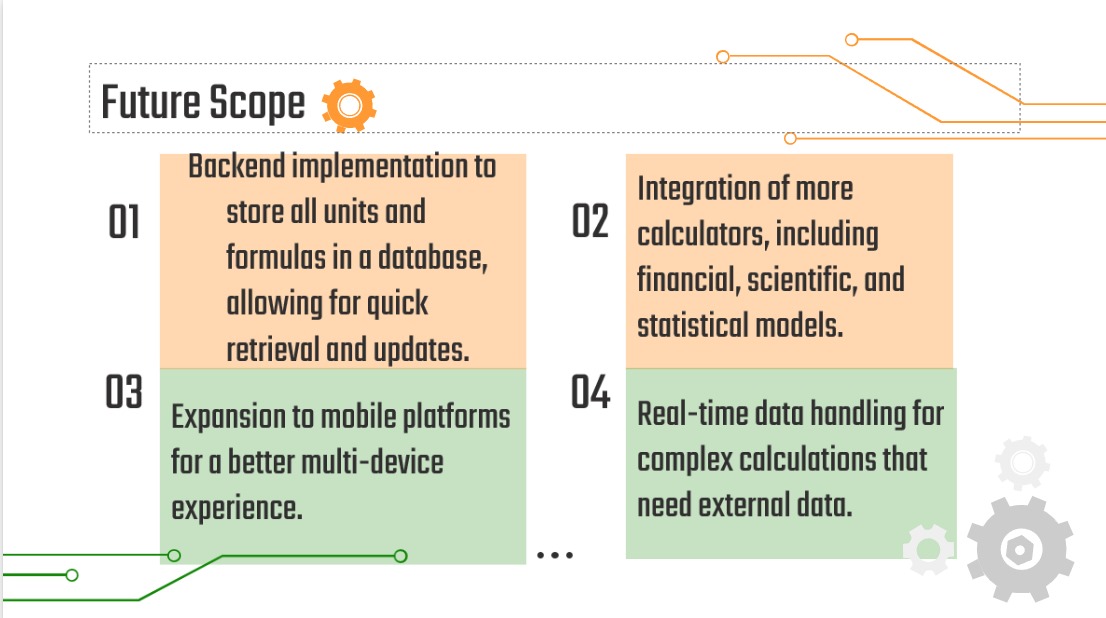 Future Scope
01
Backend implementation to
store all units and
formulas in a database,
allowing for quick
retrieval and updates.
02
Integration of more
calculators, including
financial, scientific, and
statistical models.
03
Expansion to mobile platforms
for a better multi-device
experience.
04
Real-time data handling for
complex calculations that
need external data.
...